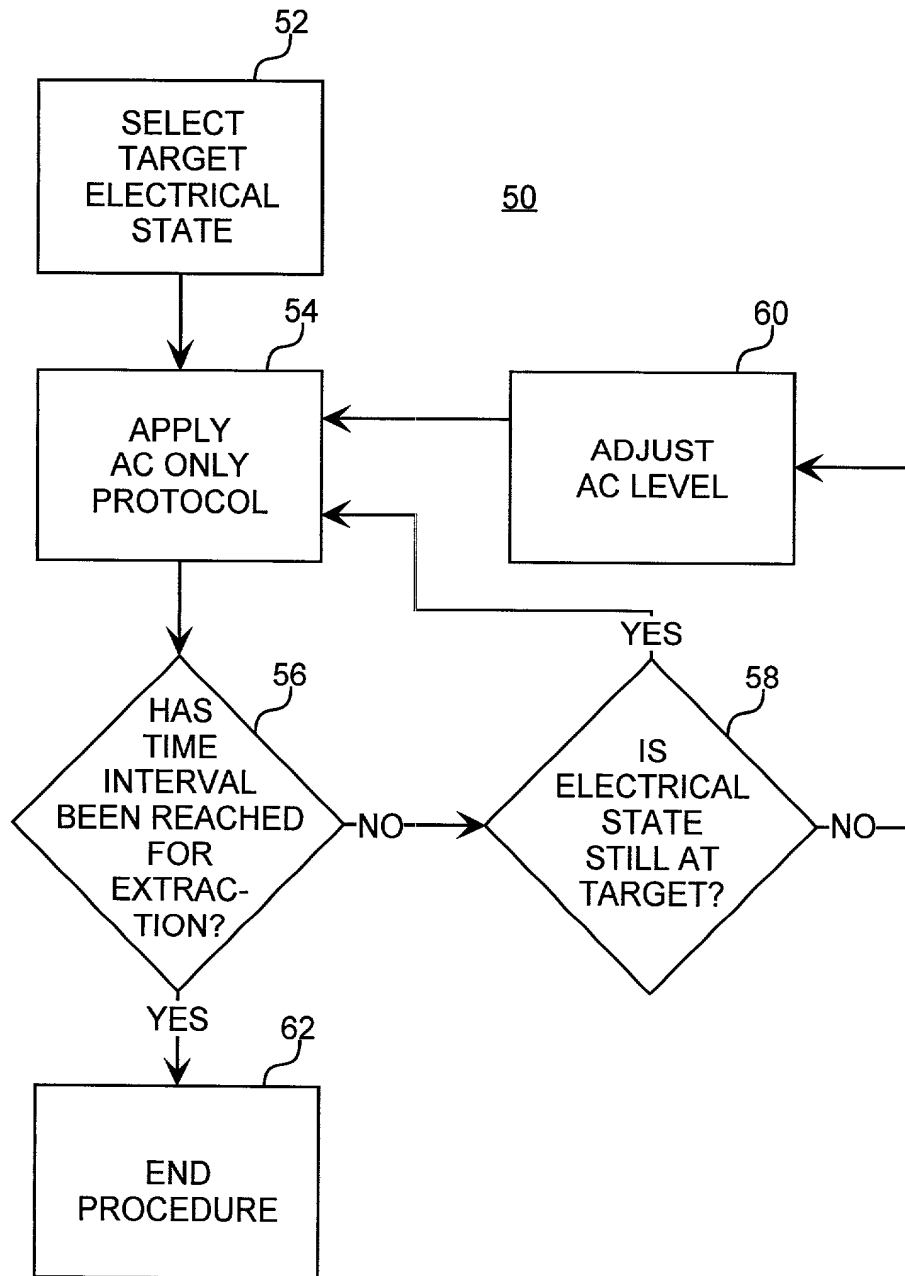 52
SELECT
TARGET
ELECTRICAL
STATE
50
54
APPLY
AC ONLY
PROTOCOL
60
ADJUST
AC LEVEL
56
HAS
TIME
INTERVAL
BEEN REACHED
FOR
EXTRAC-
TION?
NO
YES
58
IS
ELECTRICAL
STATE
STILL AT
TARGET?
NO
YES
62
END
PROCEDURE